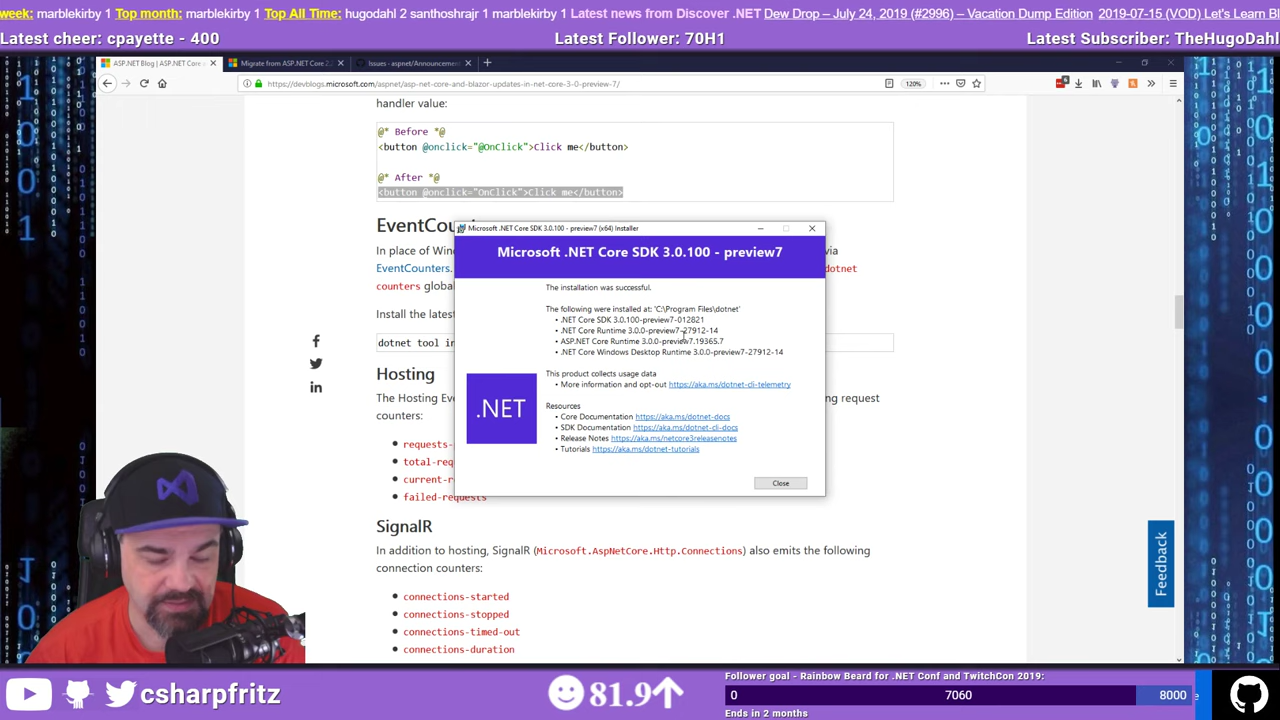 week: marblekirby 1 Top month: marblekirby 1 Top All Time: hugodahl 2 santhoshrajr 1 marblekirby 1 Latest news from Discover .NET Dew Drop – July 24, 2019 (#2996) – Vacation Dump Edition 2019-07-15 (VOD) Let's Learn Bl
Latest cheer: cpayette - 400 Latest Follower: 70H1 Latest Subscriber: TheHugoDahl
ASP.NET Blog | ASP.NET Core Migrate from ASP.NET Core 2. Issues - aspnet/Announcement
https://devblogs.microsoft.com/aspnet/asp-net-core-and-blazor-updates-in-net-core-3-0-preview-7/ 120%
handler value:
@* Before *@
<button @onclick="@OnClick">Click me</button>
@* After *@
<button @onclick="OnClick">Click me</button>
EventCou
In place of Win via
EventCounters. dotnet
counters globa
Install the latest
dotnet tool in
Hosting
The Hosting Eve request
counters:
requests-
total-req
current-r
failed-requests
SignalR
In addition to hosting, SignalR (Microsoft.AspNetCore.Http.Connections) also emits the following
connection counters:
connections-started
connections-stopped
connections-timed-out
connections-duration
Microsoft .NET Core SDK 3.0.100 - preview7 (x64) Installer
Microsoft .NET Core SDK 3.0.100 - preview7
The installation was successful.
The following were installed at: 'C:\Program Files\dotnet'
• .NET Core SDK 3.0.100-preview7-012821
• .NET Core Runtime 3.0.0-preview7-27912-14
• ASP.NET Core Runtime 3.0.0-preview7.19365.7
• .NET Core Windows Desktop Runtime 3.0.0-preview7-27912-14
This product collects usage data
• More information and opt-out https://aka.ms/dotnet-cli-telemetry
Resources
• Core Documentation https://aka.ms/dotnet-docs
• SDK Documentation https://aka.ms/dotnet-cli-docs
• Release Notes https://aka.ms/netcore3releasenotes
• Tutorials https://aka.ms/dotnet-tutorials
.NET
Close
Feedback
csharpfritz
81.9
Follower goal - Rainbow Beard for .NET Conf and TwitchCon 2019:
0 7060 8000
Ends in 2 months